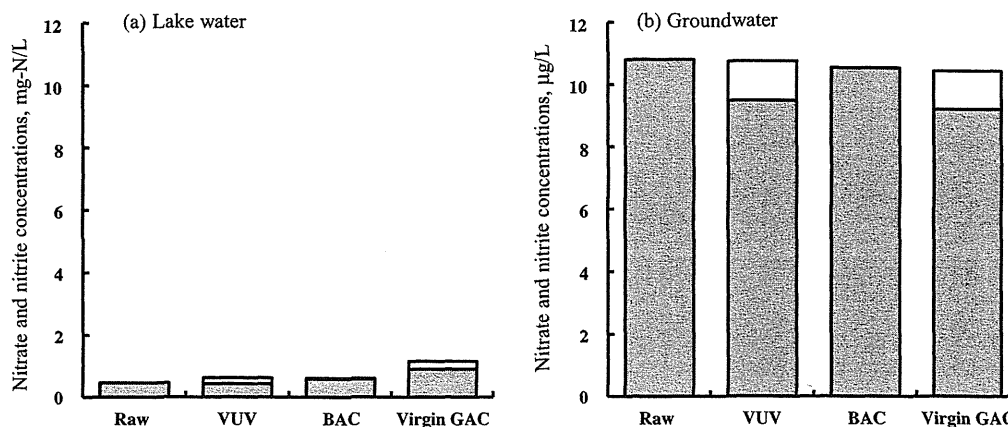 (a) Lake water
Nitrate and nitrite concentrations, mg-N/L
12
10
8
6
4
2
0
Raw VUV BAC Virgin GAC
(b) Groundwater
Nitrate and nitrite concentrations, µg/L
12
10
8
6
4
2
0
Raw VUV BAC Virgin GAC